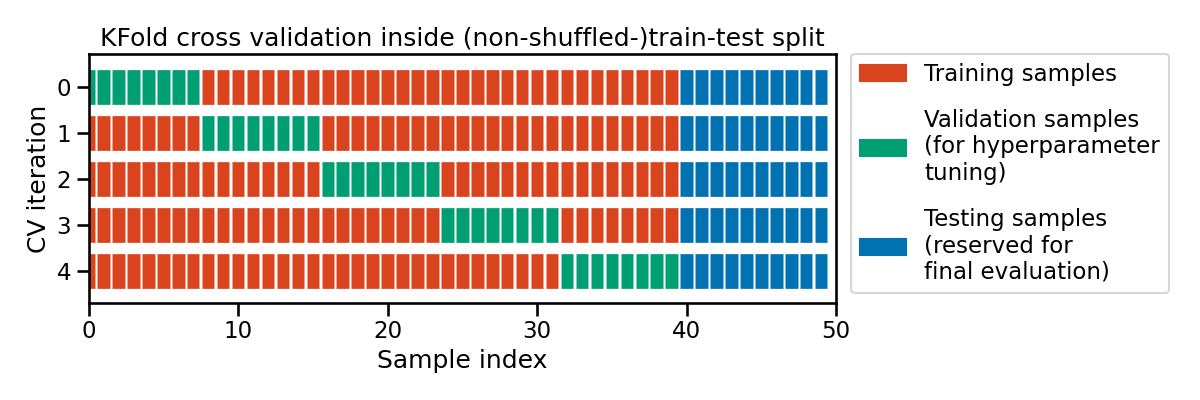 KFold cross validation inside (non-shuffled-)train-test split
CV iteration
0
1
2
3
4
0 10 20 30 40 50
Sample index
Training samples
Validation samples
(for hyperparameter
tuning)
Testing samples
(reserved for
final evaluation)